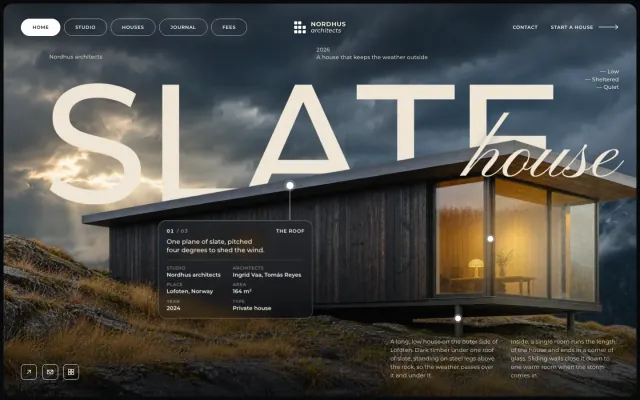 HOME
STUDIO
HOUSES
JOURNAL
FEES
NORDHUS
architects
CONTACT
START A HOUSE
Nordhus architects
2026
A house that keeps the weather outside
— Low
— Sheltered
— Quiet
SLATE
house
01 / 03
THE ROOF
One plane of slate, pitched
four degrees to shed the wind.
STUDIO
Nordhus architects
ARCHITECTS
Ingrid Vaa, Tomás Reyes
PLACE
Lofoten, Norway
AREA
164 m²
YEAR
2024
TYPE
Private house
A long, low house on the outer side of
Lofoten. Dark timber under one roof
of slate, standing on steel legs above
the rock, so the weather passes over
it and under it.
Inside, a single room runs the length
of the house and ends in a corner of
glass. Sliding walls close it down to
one warm room when the storm
comes in.